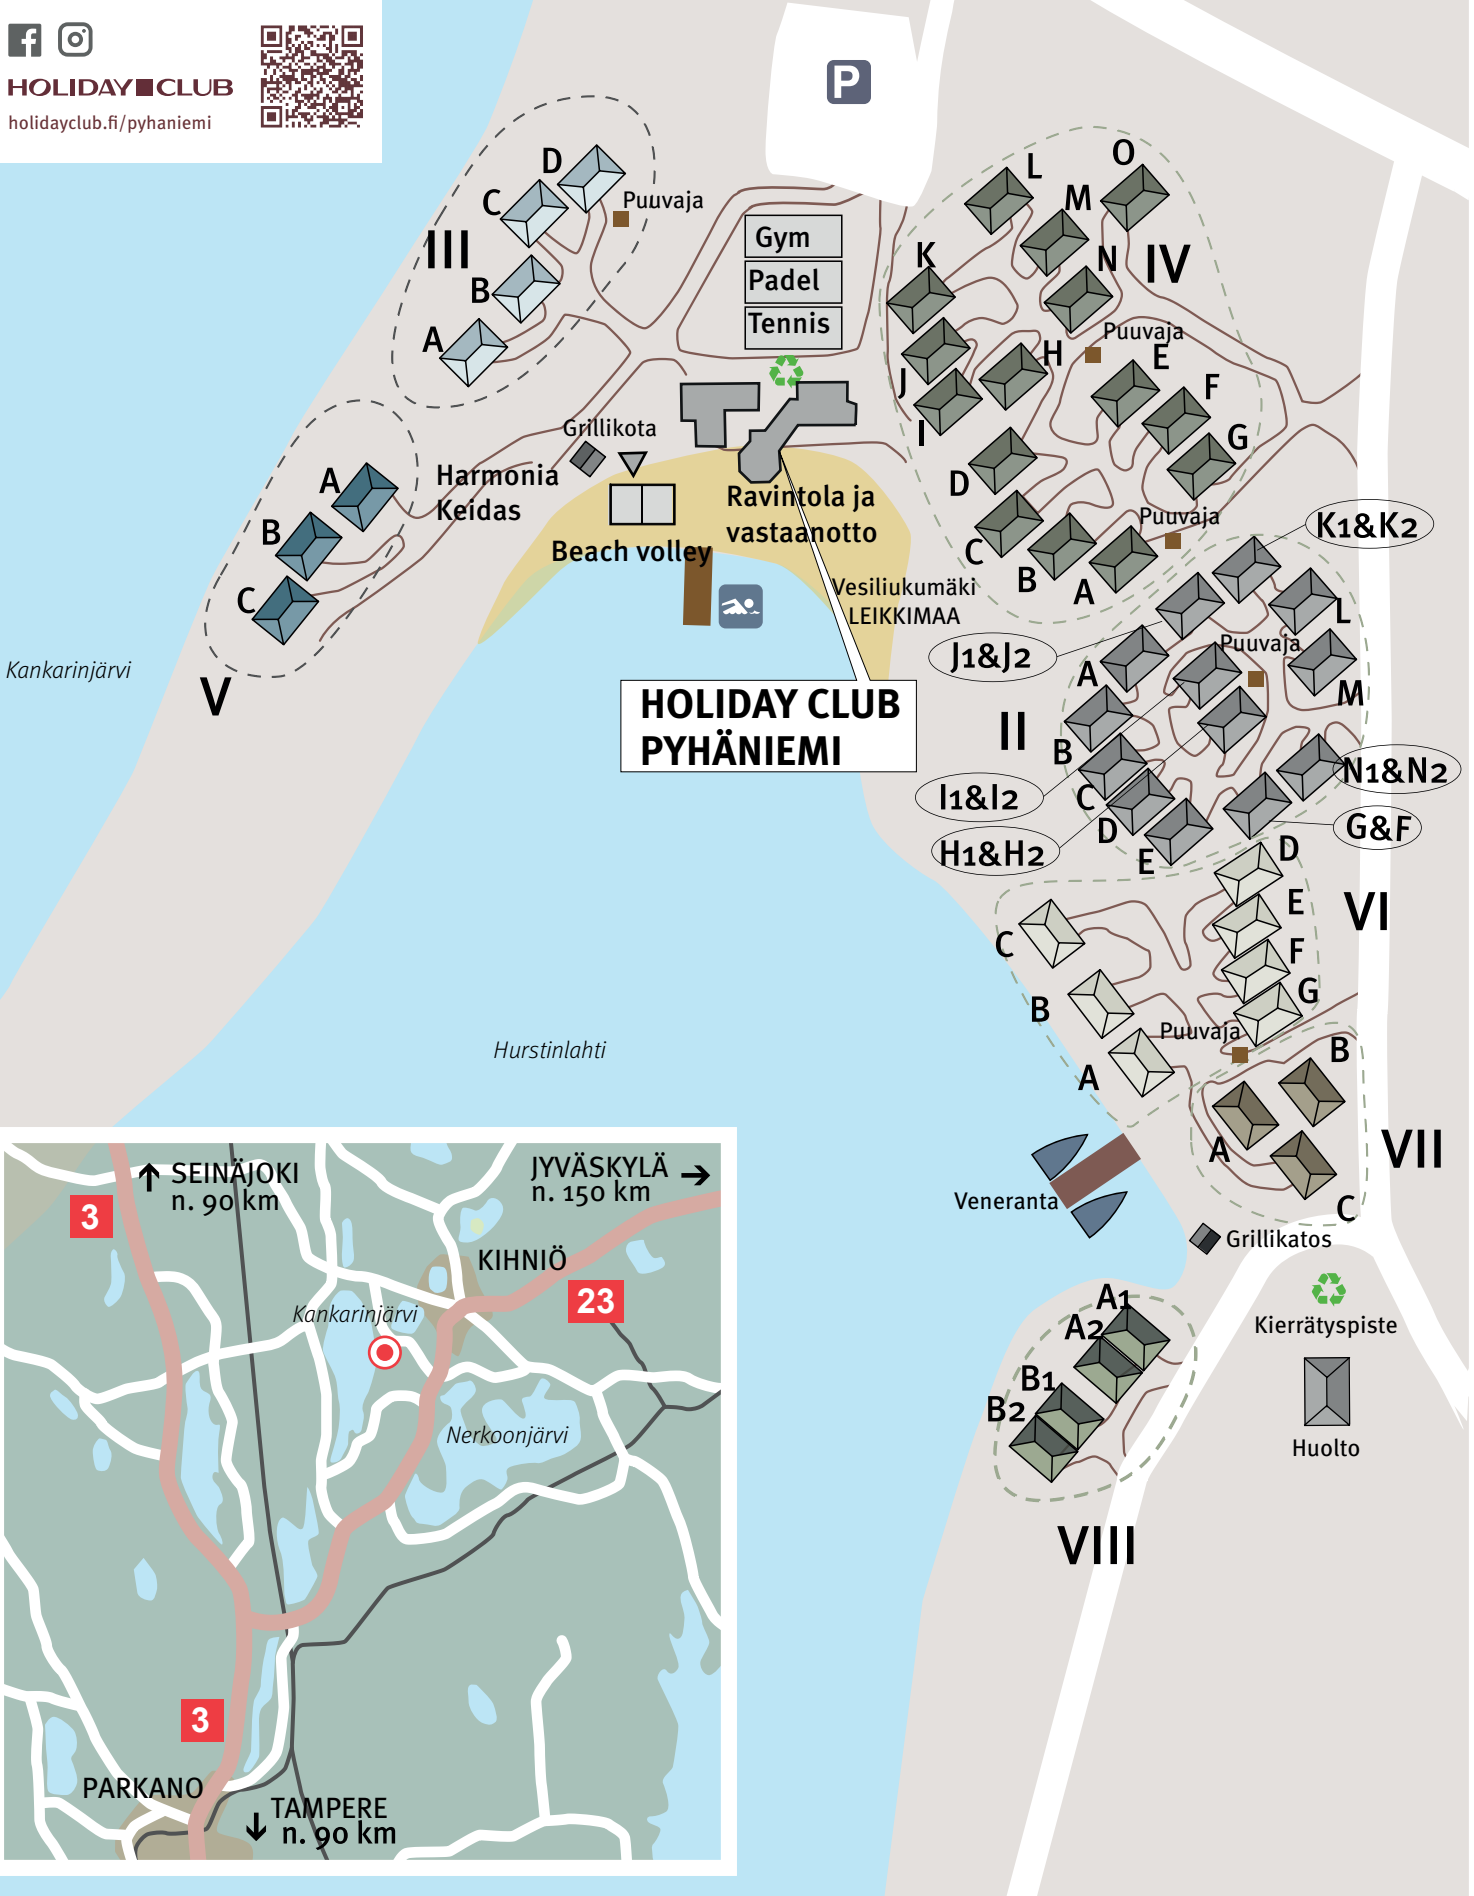 HOLIDAY CLUB
holidayclub.fi/pyhaniemi
P
D
Puuvaja
C
III
B
A
Gym
Padel
Tennis
L
O
M
K
N
IV
Puuvaja
H
E
J
F
I
G
D
Puuvaja
C
B
A
Grillikota
Harmonia
Keidas
A
B
C
V
Kankarinjärvi
Beach volley
Ravintola ja
vastaanotto
Vesiliukumäki
LEIKKIMAA
HOLIDAY CLUB
PYHÄNIEMI
K1&K2
L
J1&J2
Puuvaja
A
M
II
B
N1&N2
I1&I2
C
D
G&F
H1&H2
E
D
E
VI
C
F
G
B
Puuvaja
A
B
A
VII
C
Hurstinlahti
Veneranta
Grillikatos
Kierrätyspiste
Huolto
A1
A2
B1
B2
VIII
SEINÄJOKI
n. 90 km
JYVÄSKYLÄ
n. 150 km
3
KIHNIÖ
23
Kankarinjärvi
Nerkoonjärvi
3
PARKANO
TAMPERE
n. 90 km